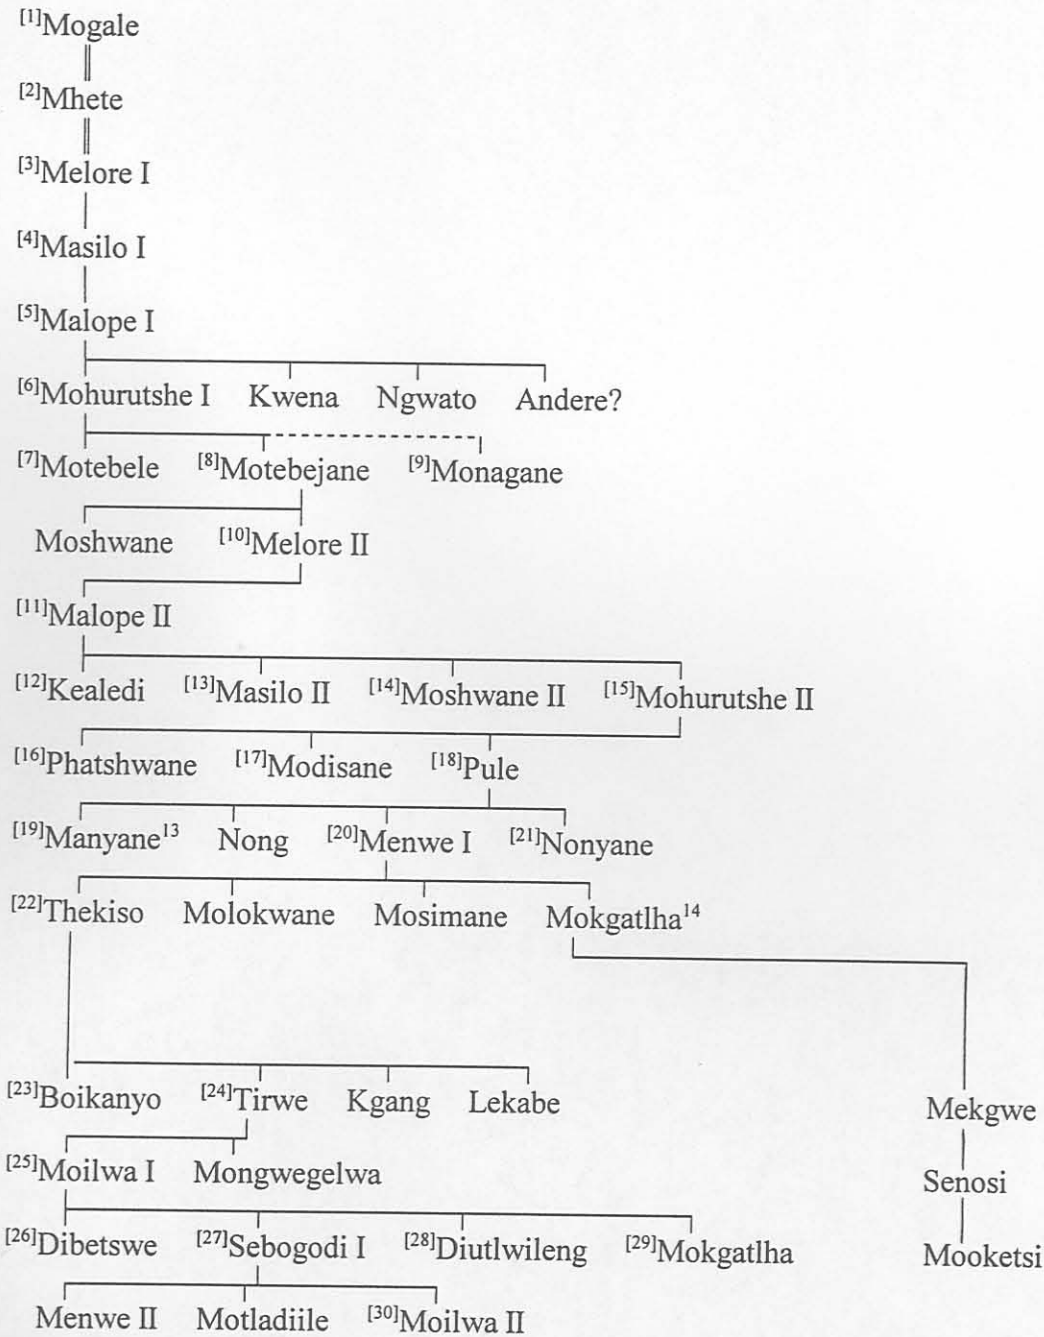 [1]Mogale
[2]Mhete
[3]Melore I
[4]Masilo I
[5]Malope I
[6]Mohurutshe I Kwena Ngwato Andere?
[7]Motebele [8]Motebejane [9]Monagane
Moshwane [10]Melore II
[11]Malope II
[12]Kealedi [13]Masilo II [14]Moshwane II [15]Mohurutshe II
[16]Phatshwane [17]Modisane [18]Pule
[19]Manyane13 Nong [20]Menwe I [21]Nonyane
[22]Thekiso Molokwane Mosimane Mokgatlha14
[23]Boikanyo [24]Tirwe Kgang Lekabe Mekgwe
[25]Moilwa I Mongwegelwa Senosi
[26]Dibetswe [27]Sebogodi I [28]Diutlwileng [29]Mokgatlha Mooketsi
Menwe II Motladiile [30]Moilwa II